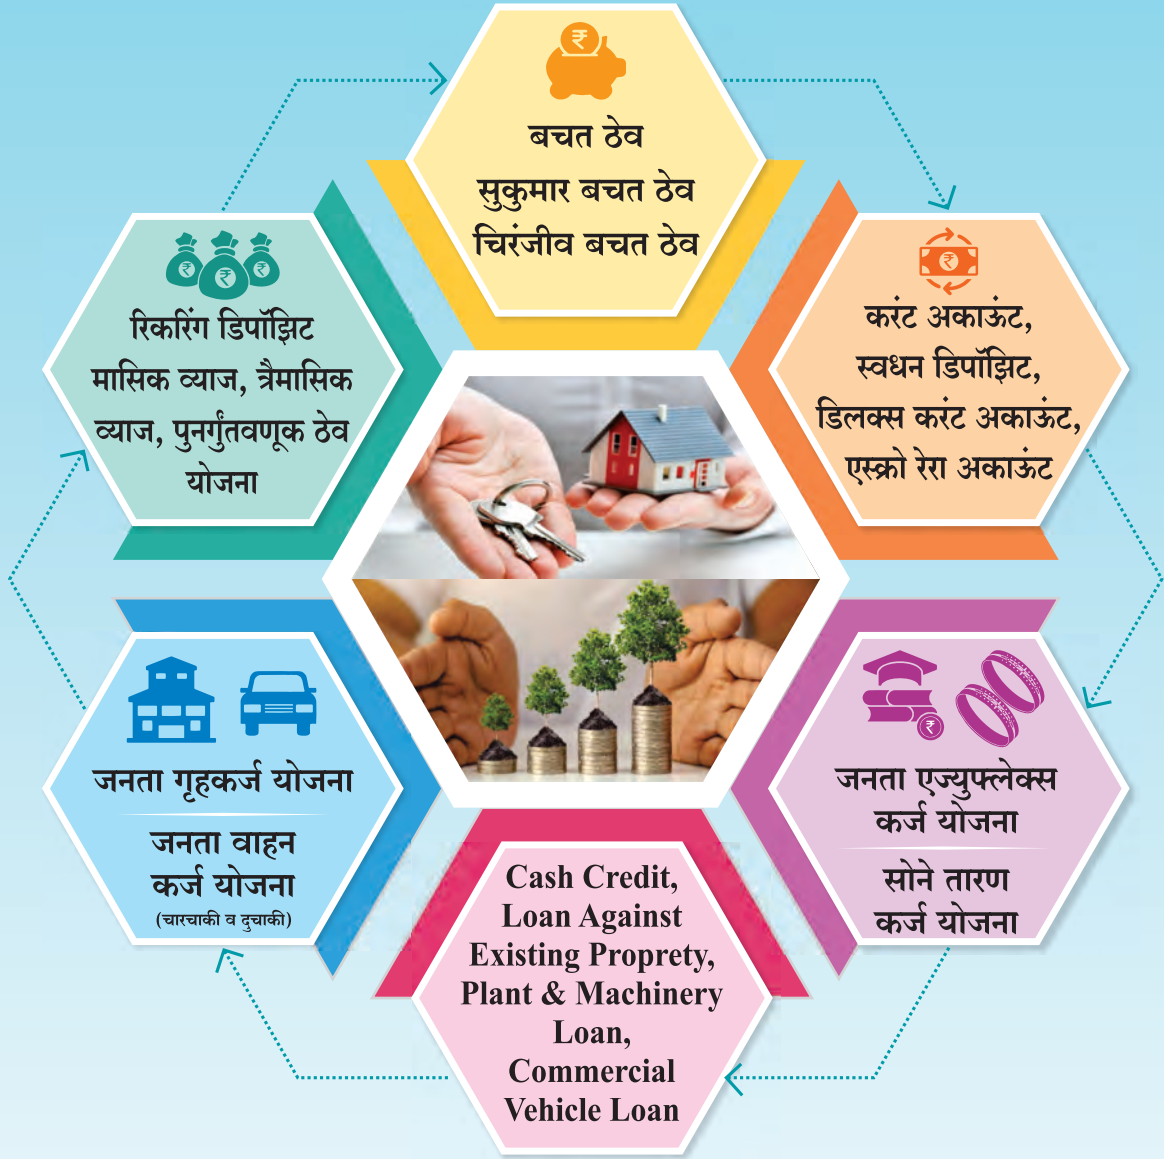 बचत ठेव
सुकुमार बचत ठेव
चिरंजीव बचत ठेव
करंट अकाऊंट,
स्वधन डिपॉझिट,
डिलक्स करंट अकाऊंट,
एस्क्रो रेरा अकाऊंट
जनता एज्युफ्लेक्स
कर्ज योजना
सोने तारण
कर्ज योजना
Cash Credit,
Loan Against
Existing Proprety,
Plant & Machinery
Loan,
Commercial
Vehicle Loan
जनता गृहकर्ज योजना
जनता वाहन
कर्ज योजना
(चारचाकी व दुचाकी)
रिकरिंग डिपॉझिट
मासिक व्याज, त्रैमासिक
व्याज, पुनर्गुंतवणूक ठेव
योजना